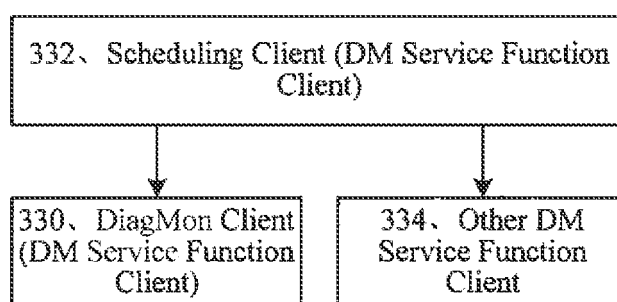 332、Scheduling Client (DM Service Function
Client)
330、DiagMon Client
(DM Service Function
Client)
334、Other DM
Service Function
Client